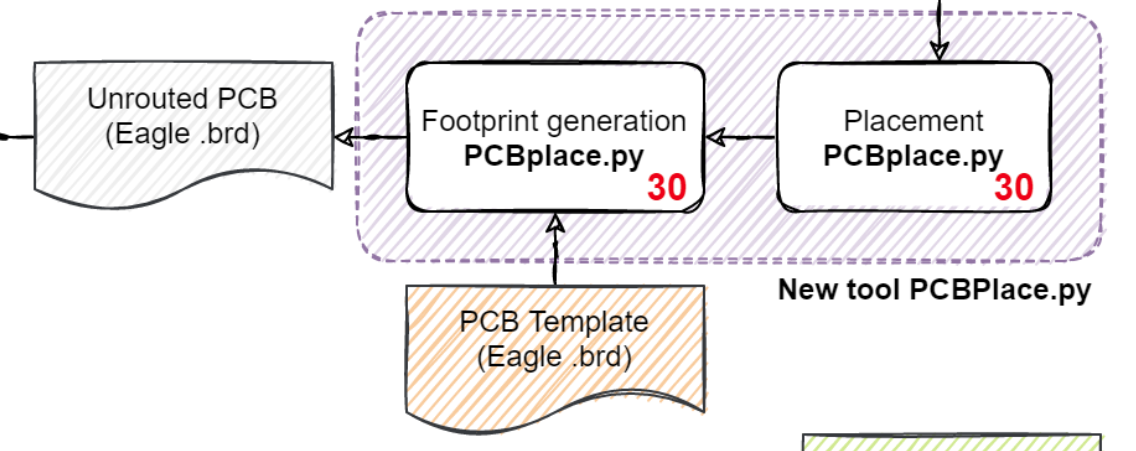 Unrouted PCB
(Eagle .brd)
Footprint generation
PCBplace.py
30
Placement
PCBplace.py
30
New tool PCBPlace.py
PCB Template
(Eagle .brd)